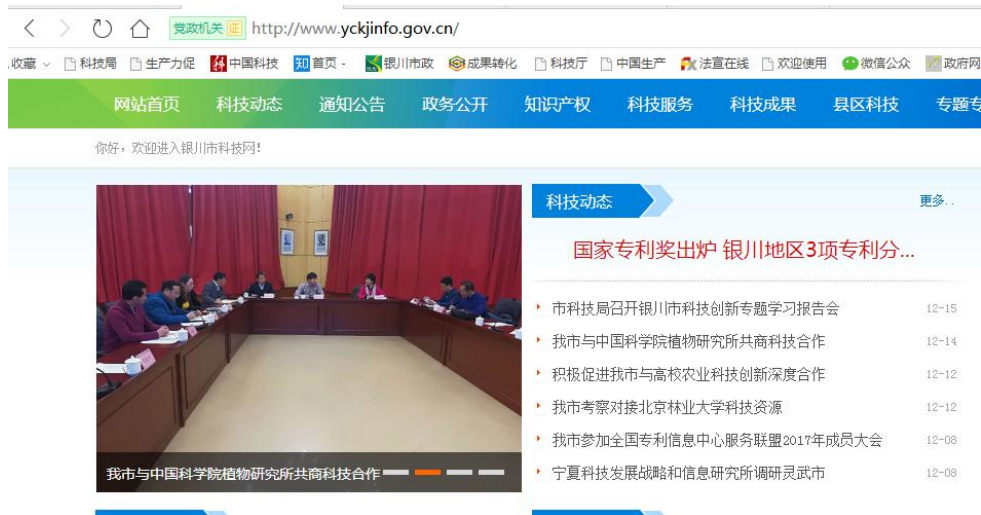 党政机关 证 http://www.yckjinfo.gov.cn/
收藏 科技局 生产力促 中国科技 知 首页 - 银川市政 成果转化 科技厅 中国生产 法宣在线 欢迎使用 微信公众 政府网
网站首页 科技动态 通知公告 政务公开 知识产权 科技服务 科技成果 县区科技 专题专
你好，欢迎进入银川市科技网!
科技动态 更多..
国家专利奖出炉 银川地区3项专利分...
市科技局召开银川市科技创新专题学习报告会 12-15
我市与中国科学院植物研究所共商科技合作 12-14
积极促进我市与高校农业科技创新深度合作 12-12
我市考察对接北京林业大学科技资源 12-12
我市参加全国专利信息中心服务联盟2017年成员大会 12-08
宁夏科技发展战略和信息研究所调研灵武市 12-08
我市与中国科学院植物研究所共商科技合作